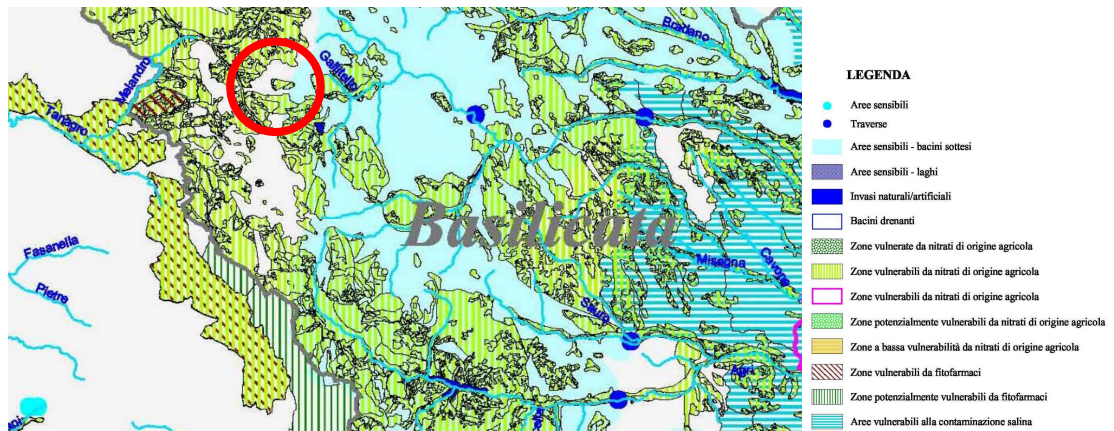 Bradano
Gallitello
Melandro
Tanagro
Basilicata
Fasanella
Pietre
Misegna
Cavone
Sauro
Agri
LEGENDA
Aree sensibili
Traverse
Aree sensibili - bacini sottesi
Aree sensibili - laghi
Invasi naturali/artificiali
Bacini drenanti
Zone vulnerate da nitrati di origine agricola
Zone vulnerabili da nitrati di origine agricola
Zone vulnerabili da nitrati di origine agricola
Zone potenzialmente vulnerabili da nitrati di origine agricola
Zone a bassa vulnerabilità da nitrati di origine agricola
Zone vulnerabili da fitofarmaci
Zone potenzialmente vulnerabili da fitofarmaci
Aree vulnerabili alla contaminazione salina